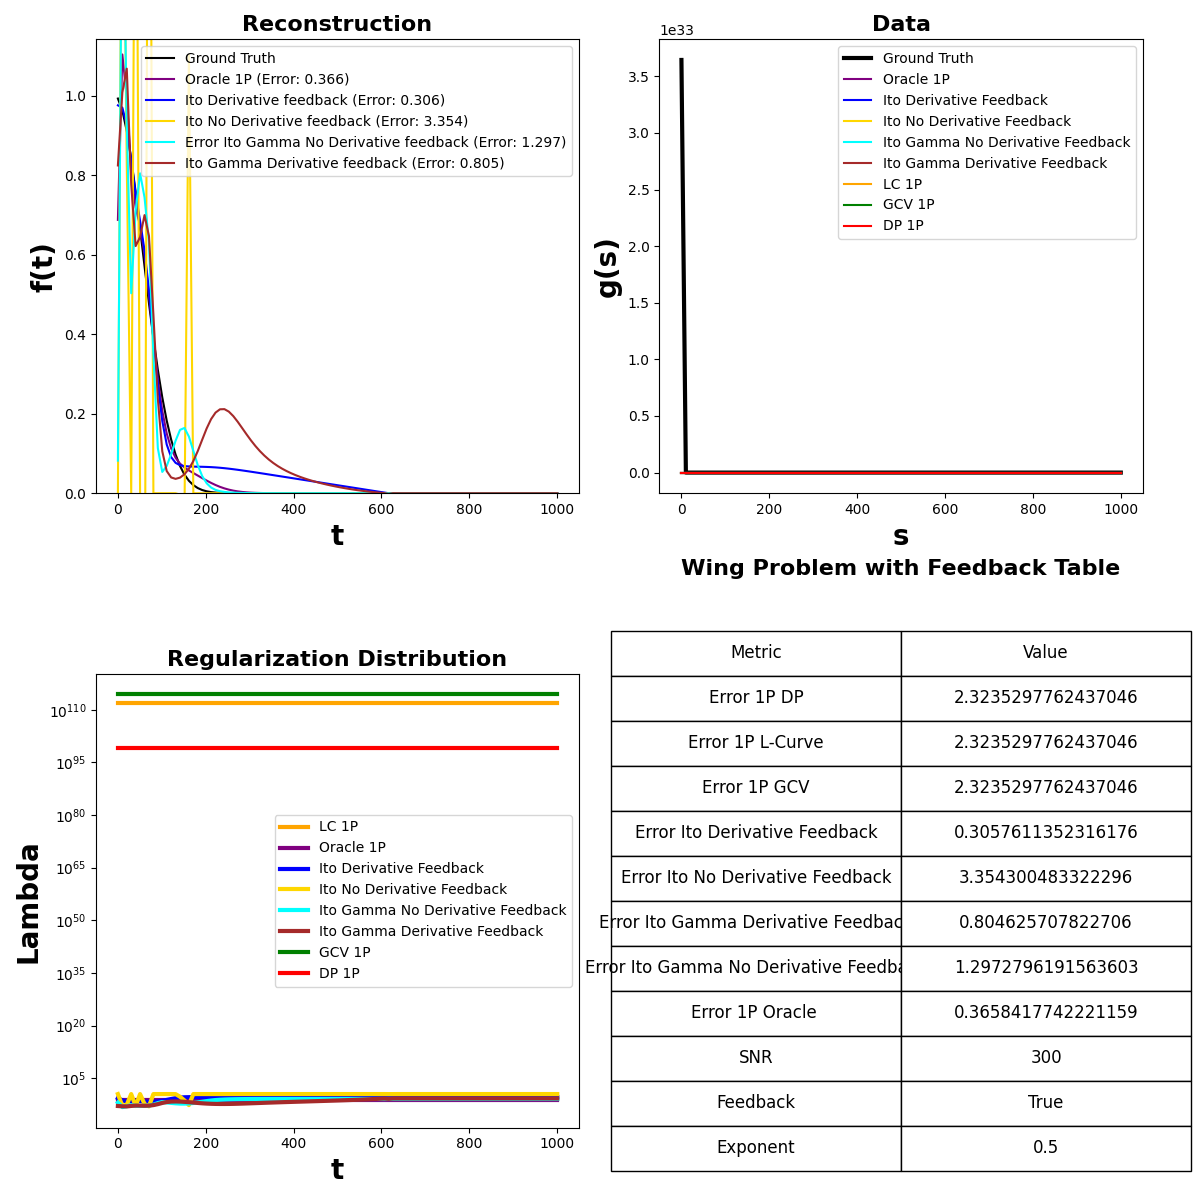 Reconstruction
f(t)
1.0
0.8
0.6
0.4
0.2
0.0
Ground Truth
Oracle 1P (Error: 0.366)
Ito Derivative feedback (Error: 0.306)
Ito No Derivative feedback (Error: 3.354)
Error Ito Gamma No Derivative feedback (Error: 1.297)
Ito Gamma Derivative feedback (Error: 0.805)
0 200 400 600 800 1000
t
Data
1e33
g(s)
3.5
3.0
2.5
2.0
1.5
1.0
0.5
0.0
Ground Truth
Oracle 1P
Ito Derivative Feedback
Ito No Derivative Feedback
Ito Gamma No Derivative Feedback
Ito Gamma Derivative Feedback
LC 1P
GCV 1P
DP 1P
0 200 400 600 800 1000
s
Regularization Distribution
Lambda
10^110
10^95
10^80
10^65
10^50
10^35
10^20
10^5
LC 1P
Oracle 1P
Ito Derivative Feedback
Ito No Derivative Feedback
Ito Gamma No Derivative Feedback
Ito Gamma Derivative Feedback
GCV 1P
DP 1P
0 200 400 600 800 1000
t
Wing Problem with Feedback Table
Metric Value
Error 1P DP 2.3235297762437046
Error 1P L-Curve 2.3235297762437046
Error 1P GCV 2.3235297762437046
Error Ito Derivative Feedback 0.3057611352316176
Error Ito No Derivative Feedback 3.354300483322296
Error Ito Gamma Derivative Feedbac 0.804625707822706
Error Ito Gamma No Derivative Feedba 1.2972796191563603
Error 1P Oracle 0.3658417742221159
SNR 300
Feedback True
Exponent 0.5